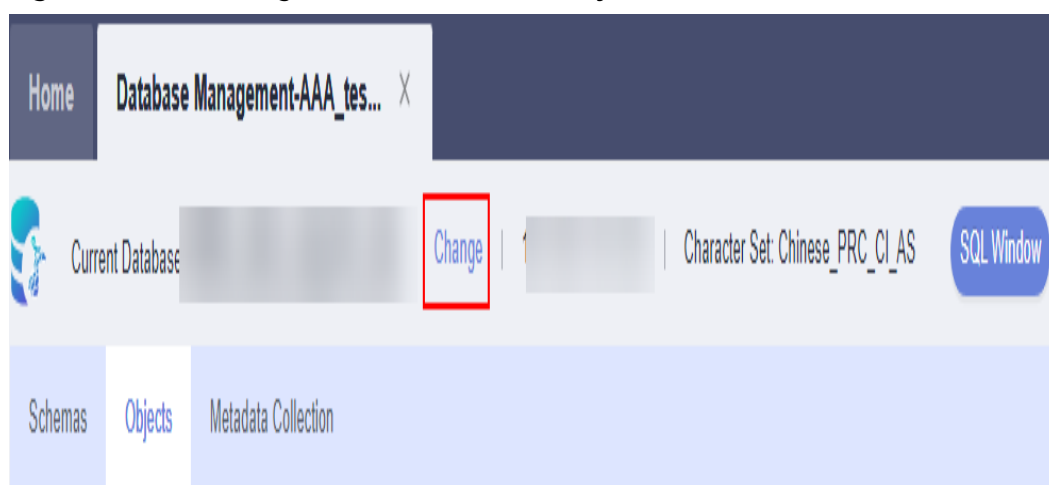 Home Database Management-AAA_tes... X
Current Database Change | | Character Set: Chinese_PRC_CI_AS SQL Window
Schemas Objects Metadata Collection